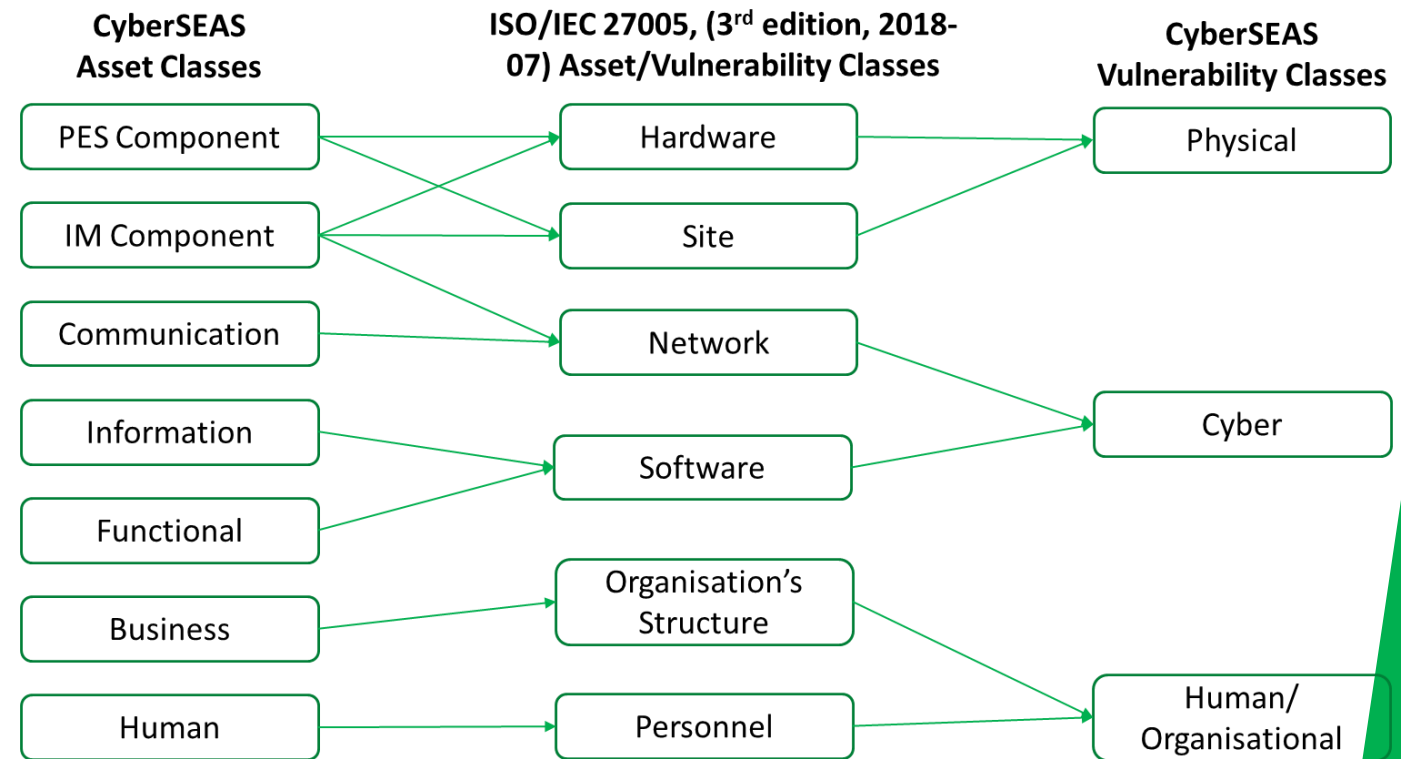 CyberSEAS
Asset Classes
ISO/IEC 27005, (3rd edition, 2018-
07) Asset/Vulnerability Classes
CyberSEAS
Vulnerability Classes
PES Component
Hardware
Physical
IM Component
Site
Communication
Network
Information
Cyber
Software
Functional
Organisation’s
Structure
Business
Human
Personnel
Human/
Organisational